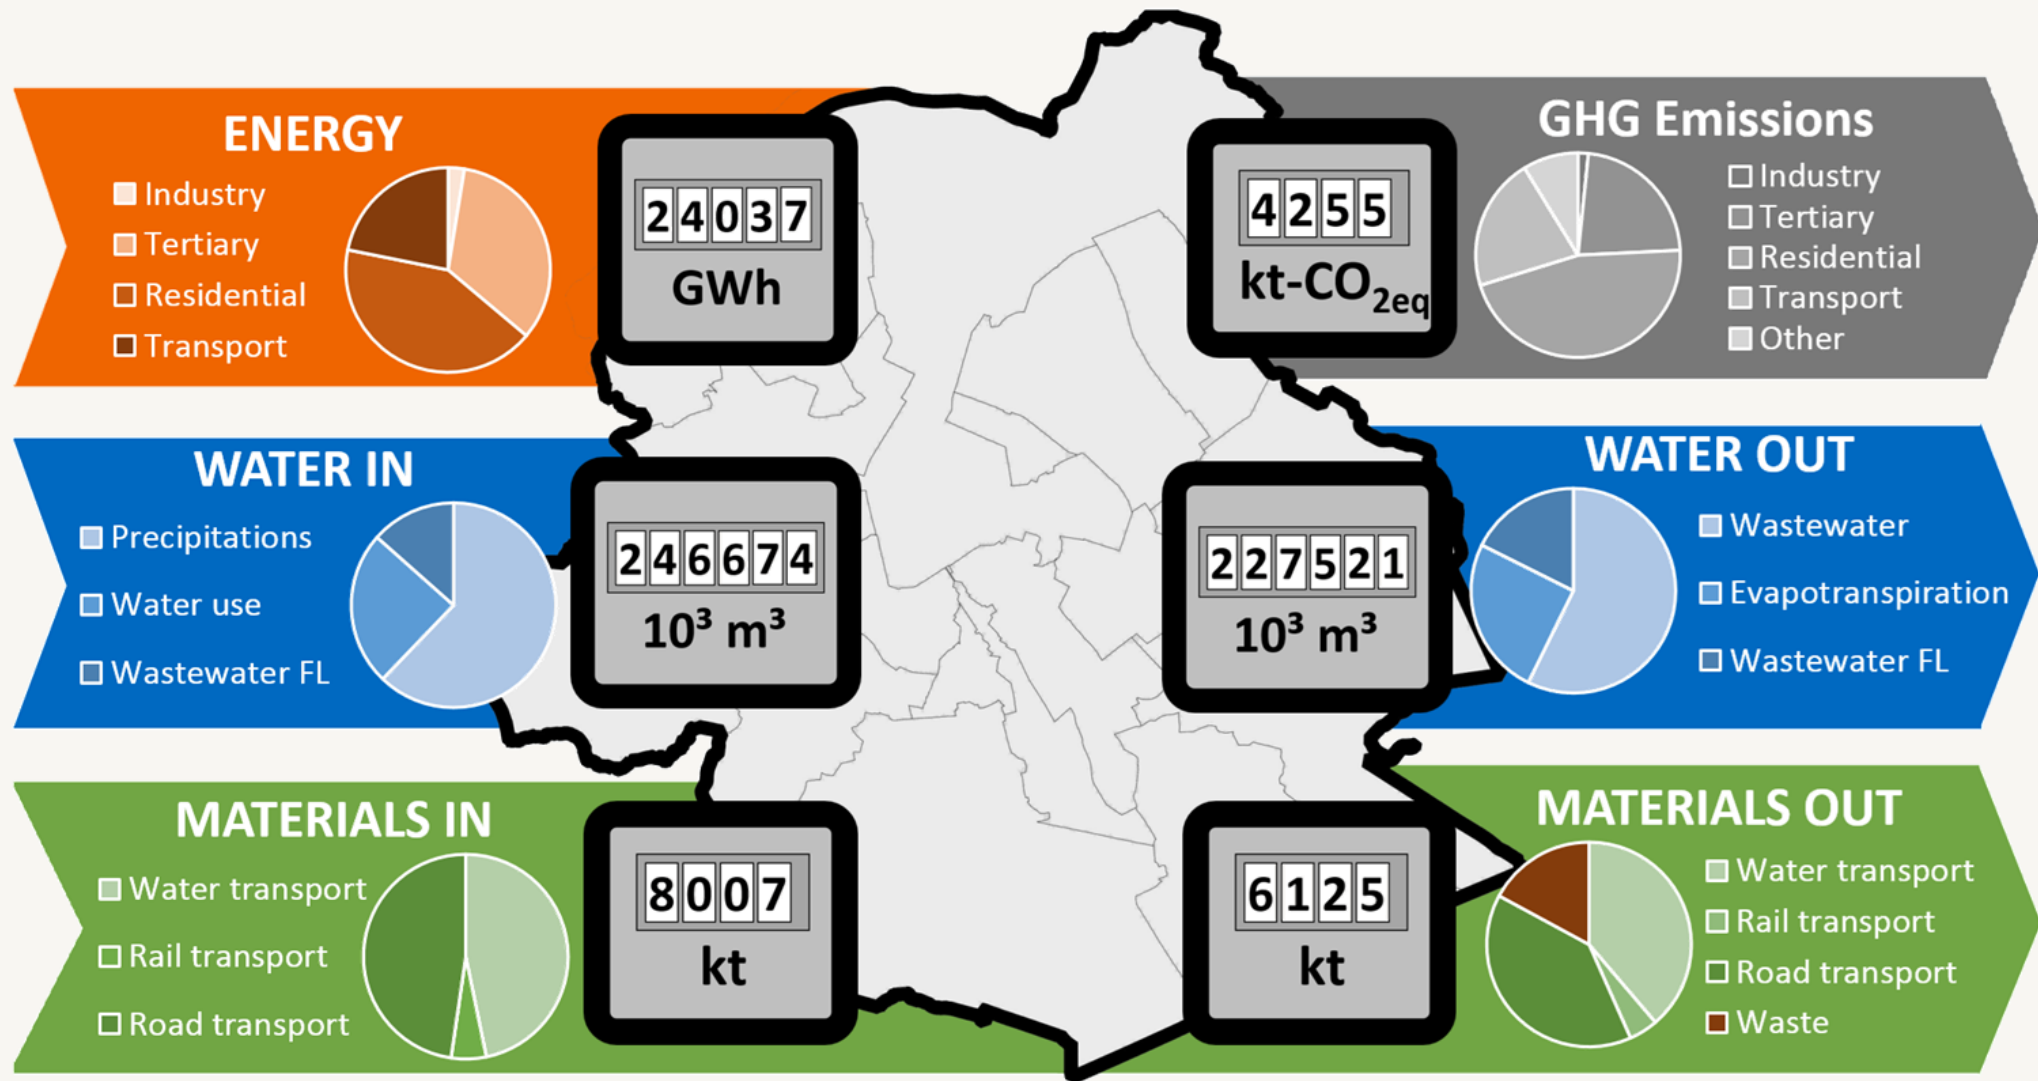 ENERGY
Industry
Tertiary
Residential
Transport
24037
GWh
GHG Emissions
Industry
Tertiary
Residential
Transport
Other
4255
kt-CO₂eq
WATER IN
Precipitations
Water use
Wastewater FL
246674
10³ m³
WATER OUT
Wastewater
Evapotranspiration
Wastewater FL
227521
10³ m³
MATERIALS IN
Water transport
Rail transport
Road transport
8007
kt
MATERIALS OUT
Water transport
Rail transport
Road transport
Waste
6125
kt